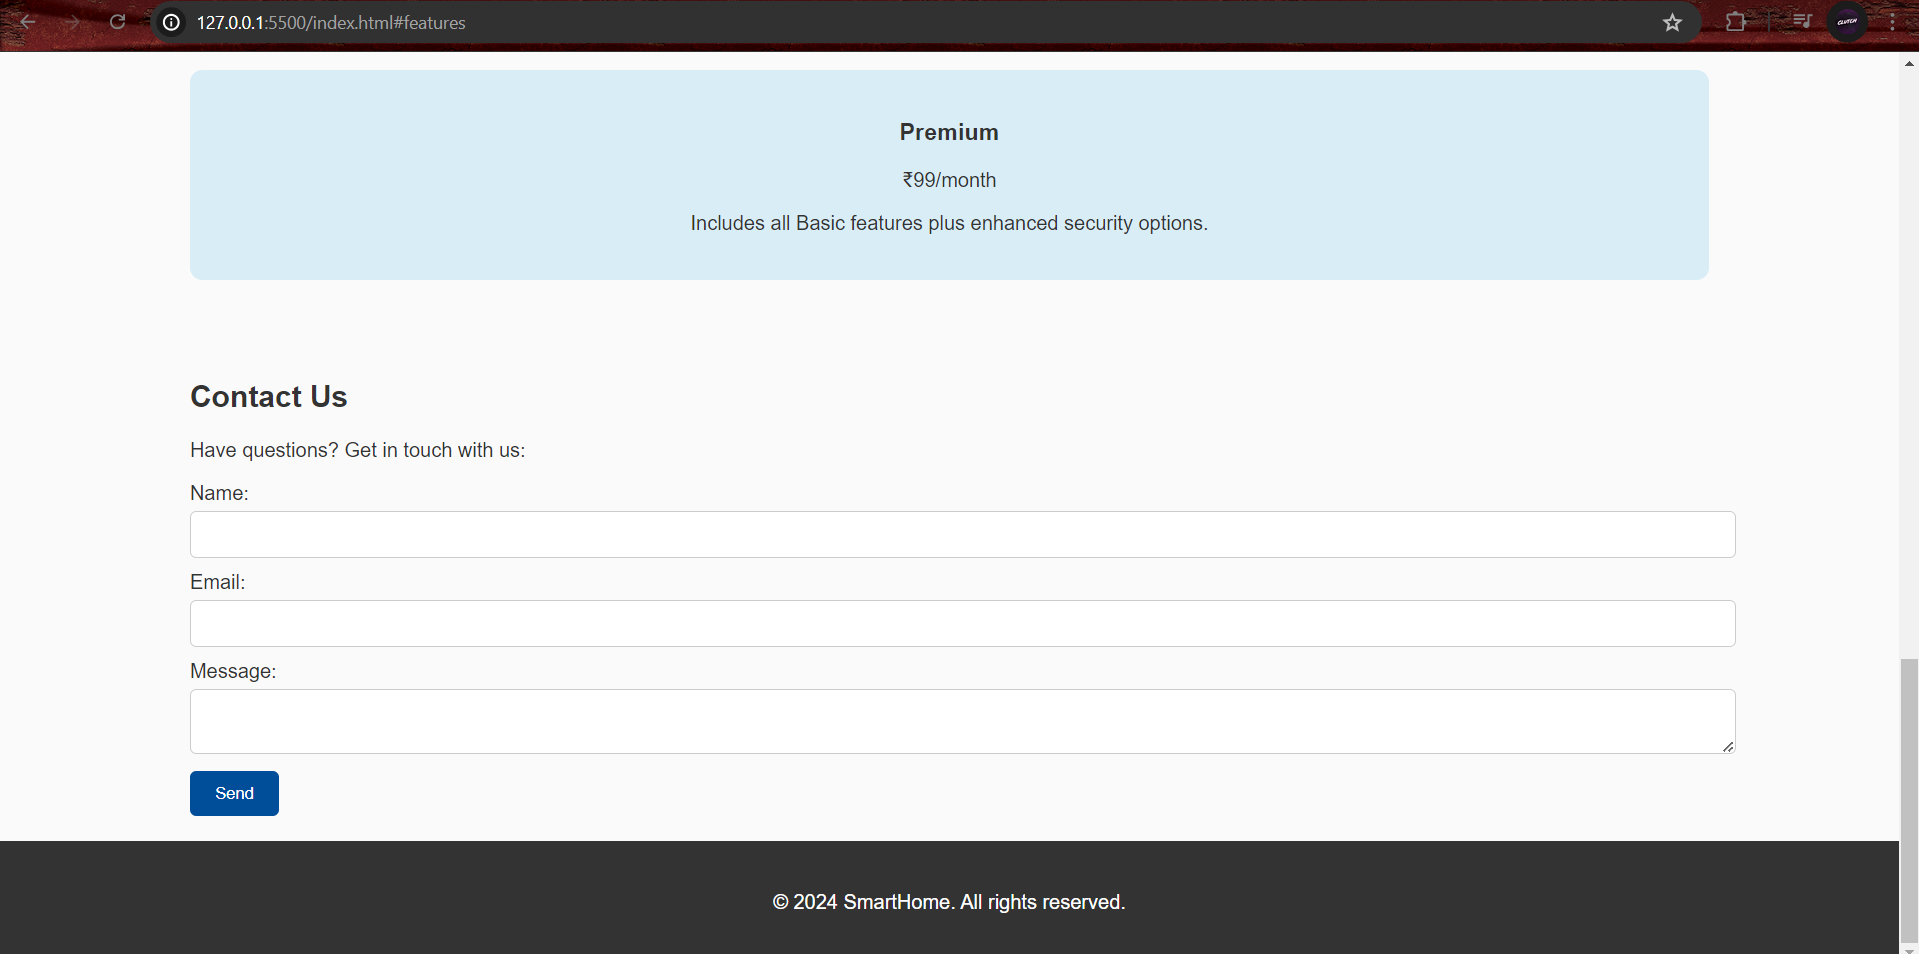 127.0.0.1:5500/index.html#features
CLUTCH
Premium
₹99/month
Includes all Basic features plus enhanced security options.
Contact Us
Have questions? Get in touch with us:
Name:
Email:
Message:
Send
© 2024 SmartHome. All rights reserved.